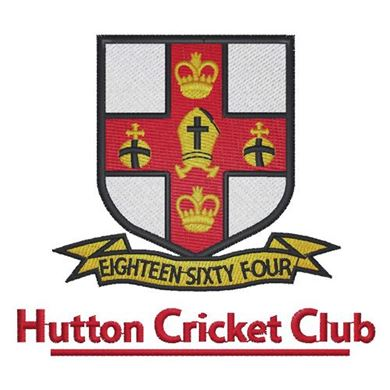 EIGHTEEN-SIXTY FOUR
Hutton Cricket Club